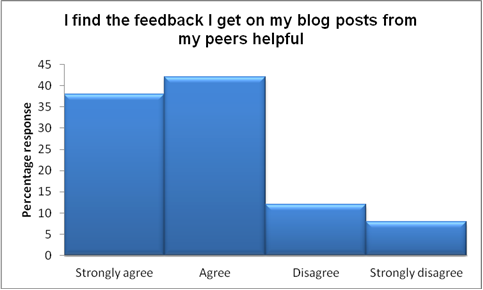 I find the feedback I get on my blog posts from
my peers helpful
Percentage response
45
40
35
30
25
20
15
10
5
0
Strongly agree
Agree
Disagree
Strongly disagree